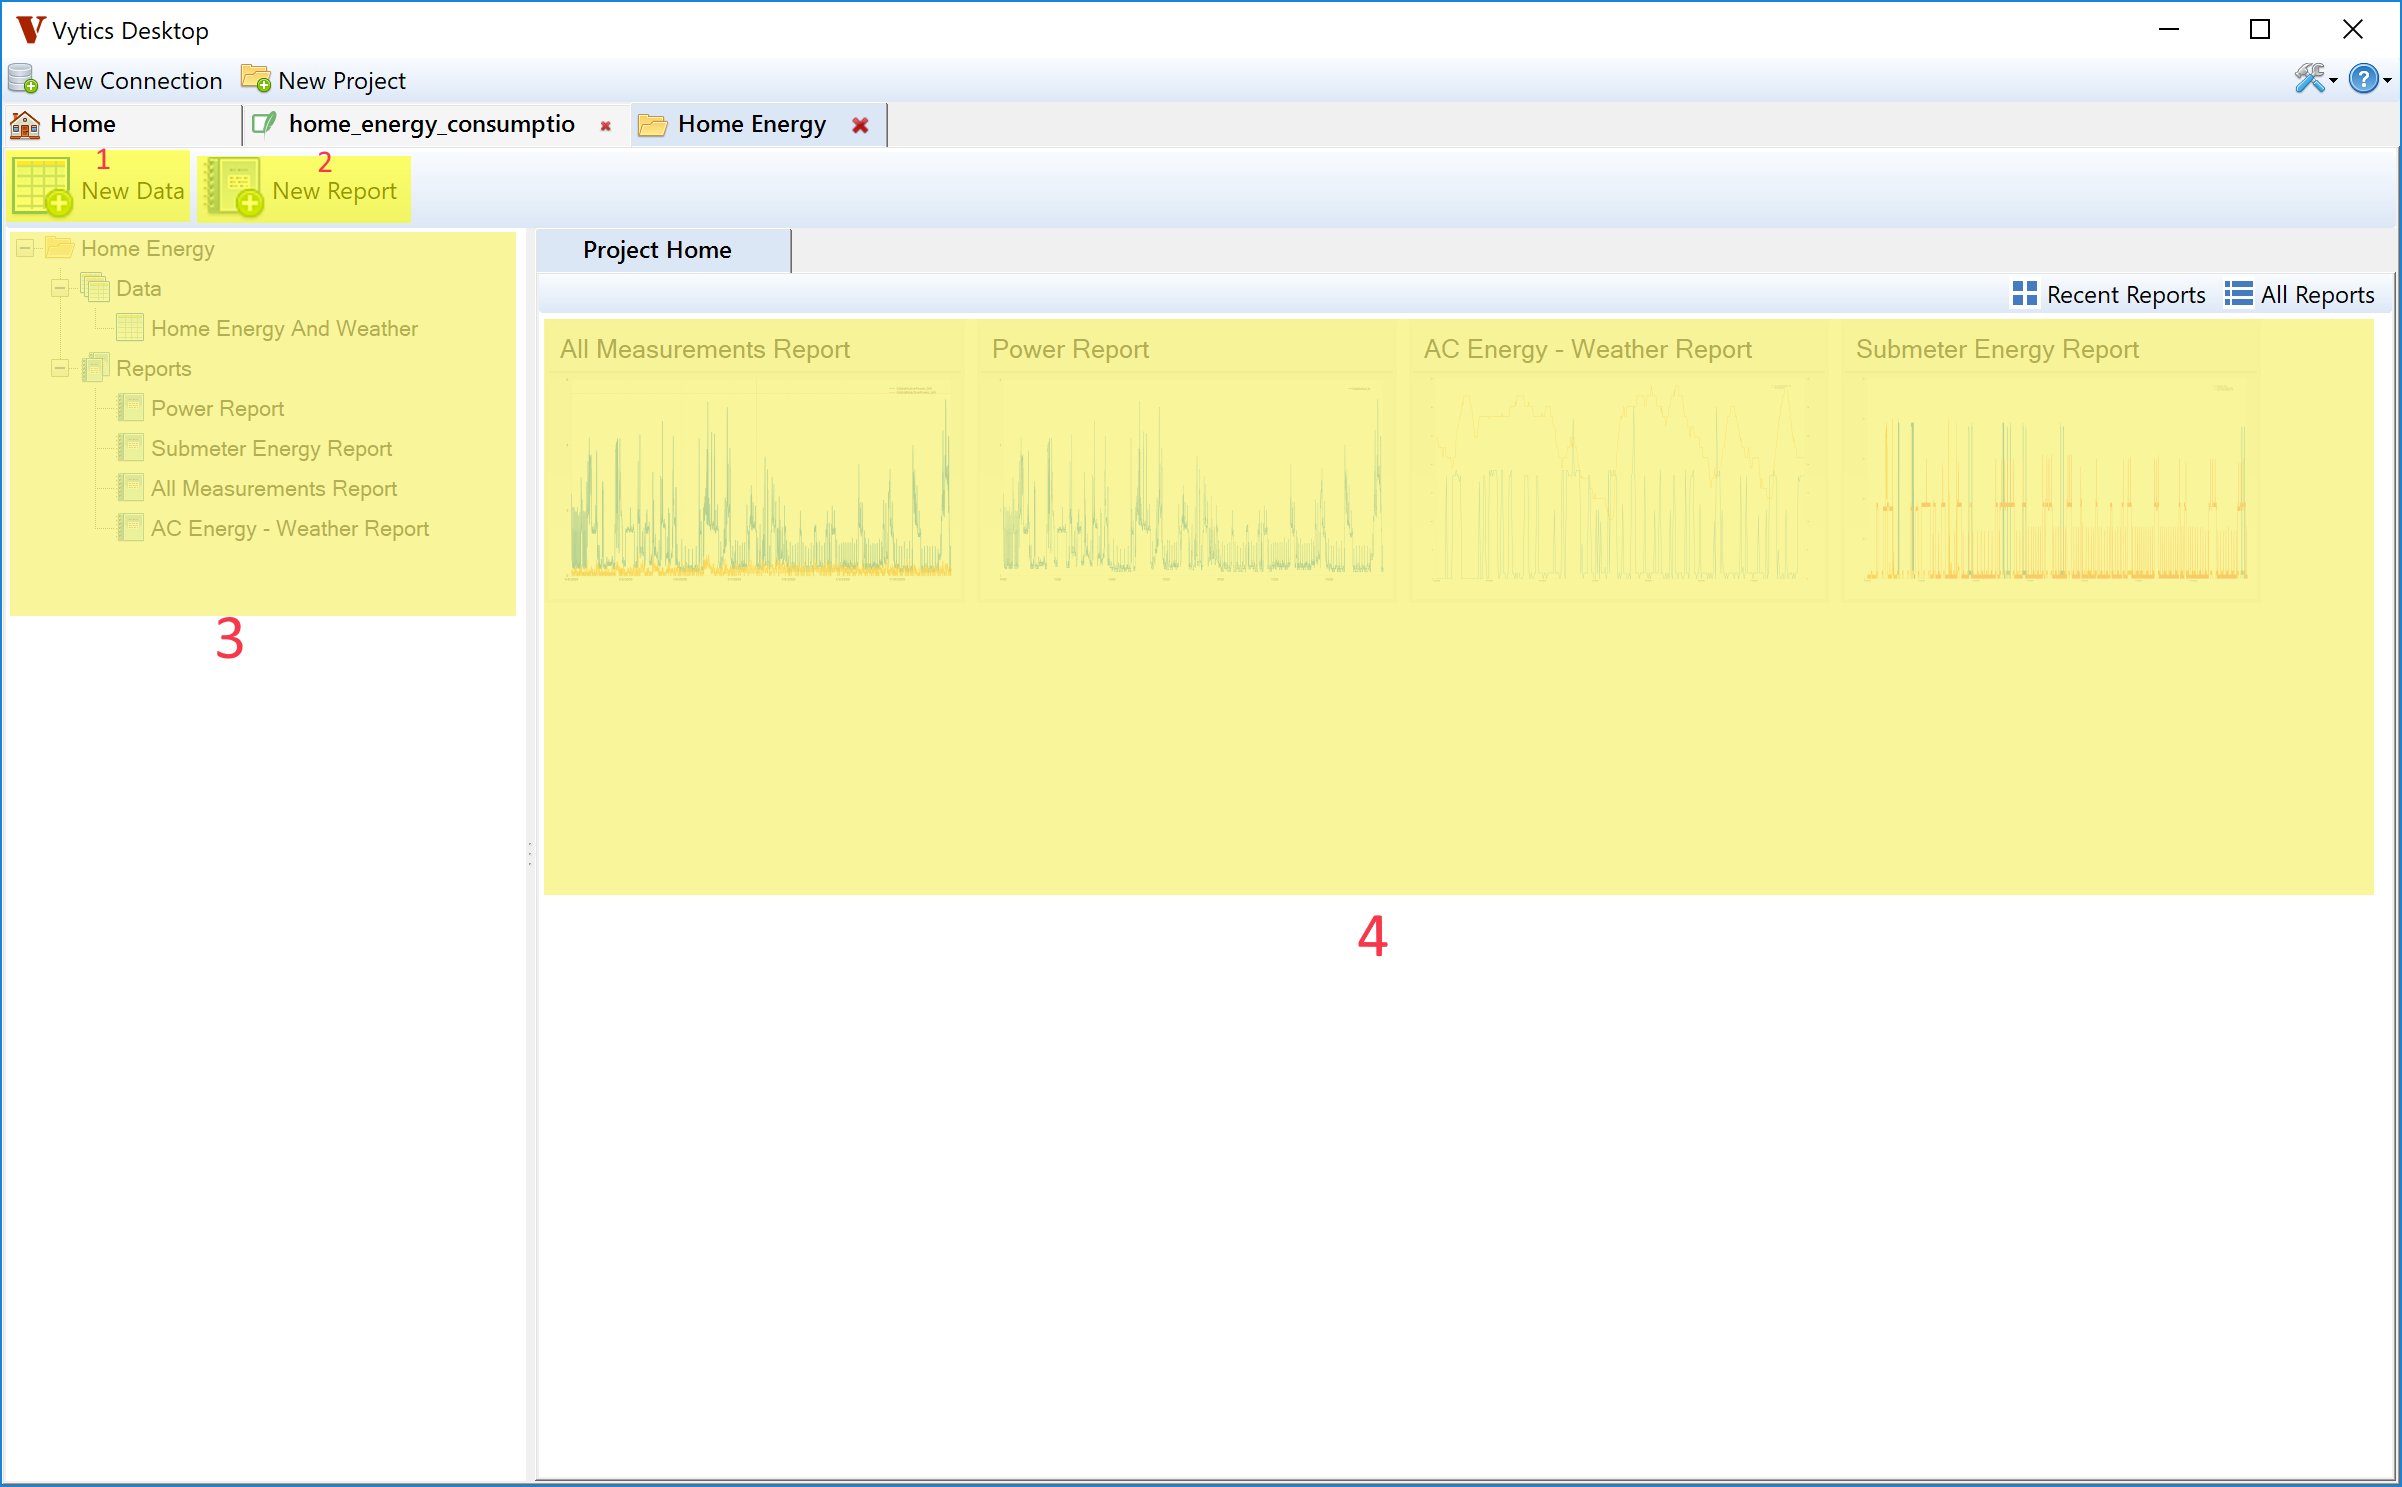 Vytics Desktop
New Connection New Project
Home home_energy_consumptio Home Energy
1 2
New Data New Report
Home Energy
Data
Home Energy And Weather
Reports
Power Report
Submeter Energy Report
All Measurements Report
AC Energy - Weather Report
3
Project Home
Recent Reports All Reports
All Measurements Report Power Report AC Energy - Weather Report Submeter Energy Report
4